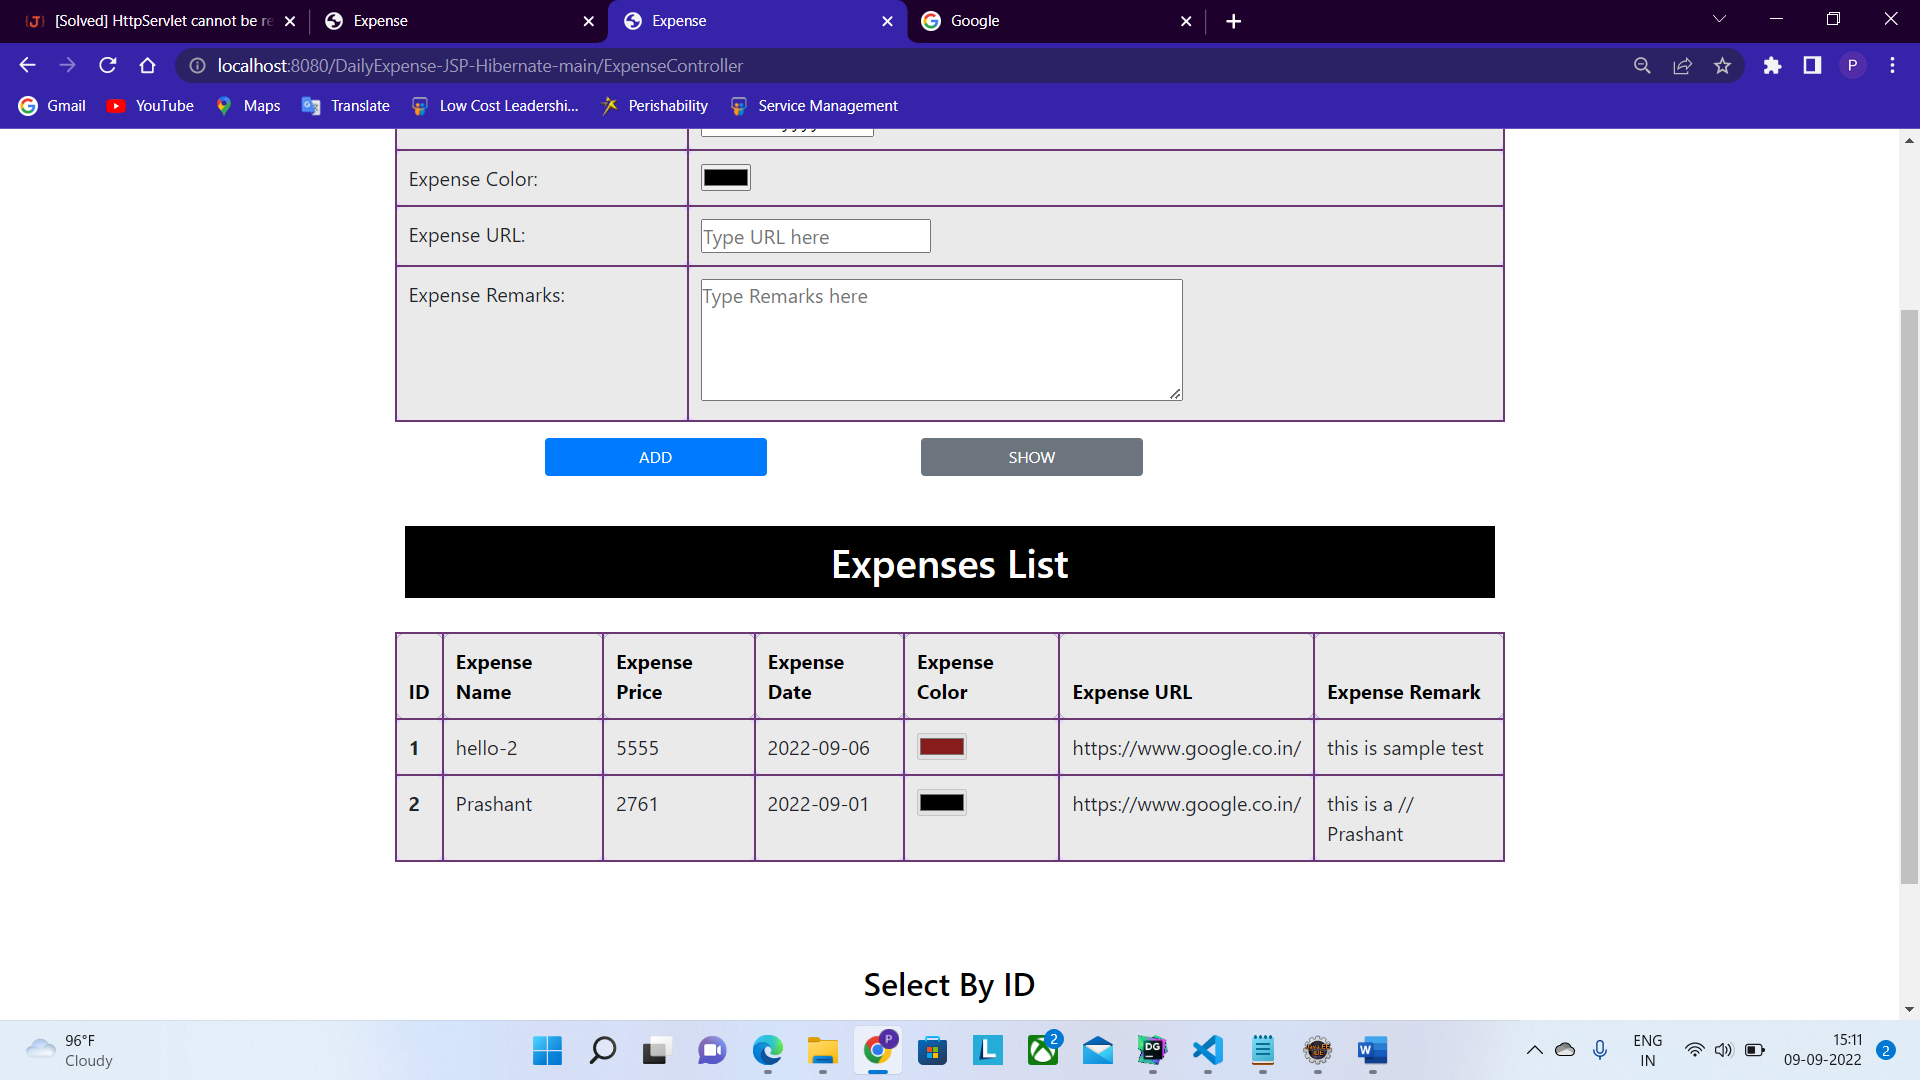 [Solved] HttpServlet cannot be re
Expense
Expense
Google
localhost:8080/DailyExpense-JSP-Hibernate-main/ExpenseController
P
Gmail
YouTube
Maps
Translate
Low Cost Leadershi...
Perishability
Service Management
Expense Color:
Expense URL:
Type URL here
Expense Remarks:
Type Remarks here
ADD
SHOW
Expenses List
ID
Expense
Name
Expense
Price
Expense
Date
Expense
Color
Expense URL
Expense Remark
1
hello-2
5555
2022-09-06
https://www.google.co.in/
this is sample test
2
Prashant
2761
2022-09-01
https://www.google.co.in/
this is a //
Prashant
Select By ID
96°F
Cloudy
P
L
2
DG
W
ENG
IN
15:11
09-09-2022
2